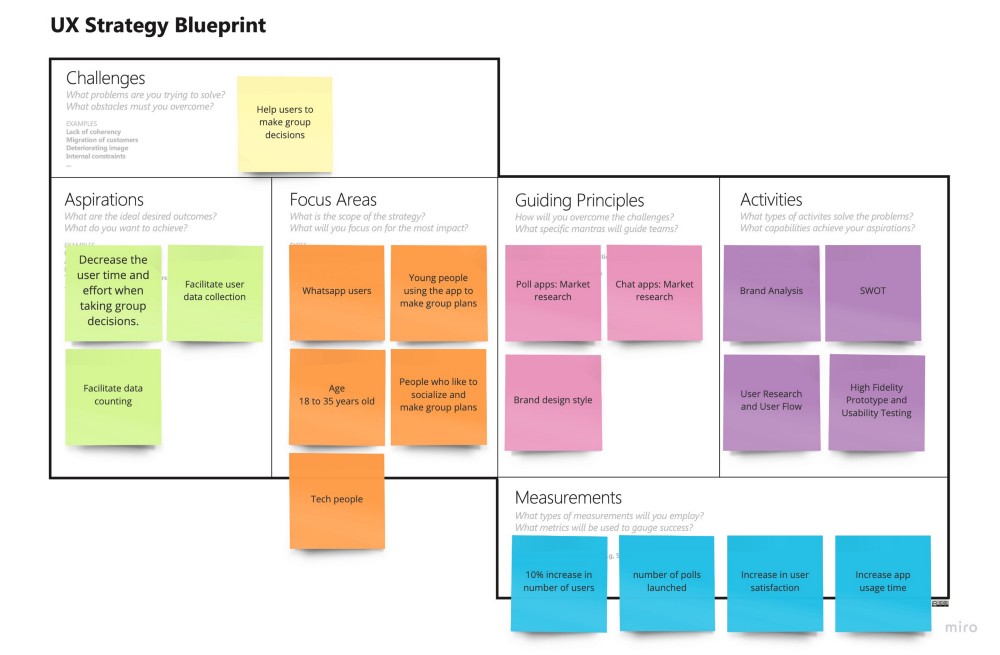 UX Strategy Blueprint
Challenges
What problems are you trying to solve?
What obstacles must you overcome?
EXAMPLES
Lack of coherency
Migration of customers
Deteriorating image
Internal constraints
...
Help users to
make group
decisions
Aspirations
What are the ideal desired outcomes?
What do you want to achieve?
Decrease the
user time and
effort when
taking group
decisions.
Facilitate user
data collection
Facilitate data
counting
Focus Areas
What is the scope of the strategy?
What will you focus on for the most impact?
Whatsapp users
Young people
using the app to
make group plans
Age
18 to 35 years old
People who like to
socialize and
make group plans
Tech people
Guiding Principles
How will you overcome the challenges?
What specific mantras will guide teams?
Poll apps: Market
research
Chat apps: Market
research
Brand design style
Activities
What types of activites solve the problems?
What capabilities achieve your aspirations?
Brand Analysis
SWOT
User Research
and User Flow
High Fidelity
Prototype and
Usability Testing
Measurements
What types of measurements will you employ?
What metrics will be used to gauge success?
10% increase in
number of users
number of polls
launched
Increase in user
satisfaction
Increase app
usage time
miro